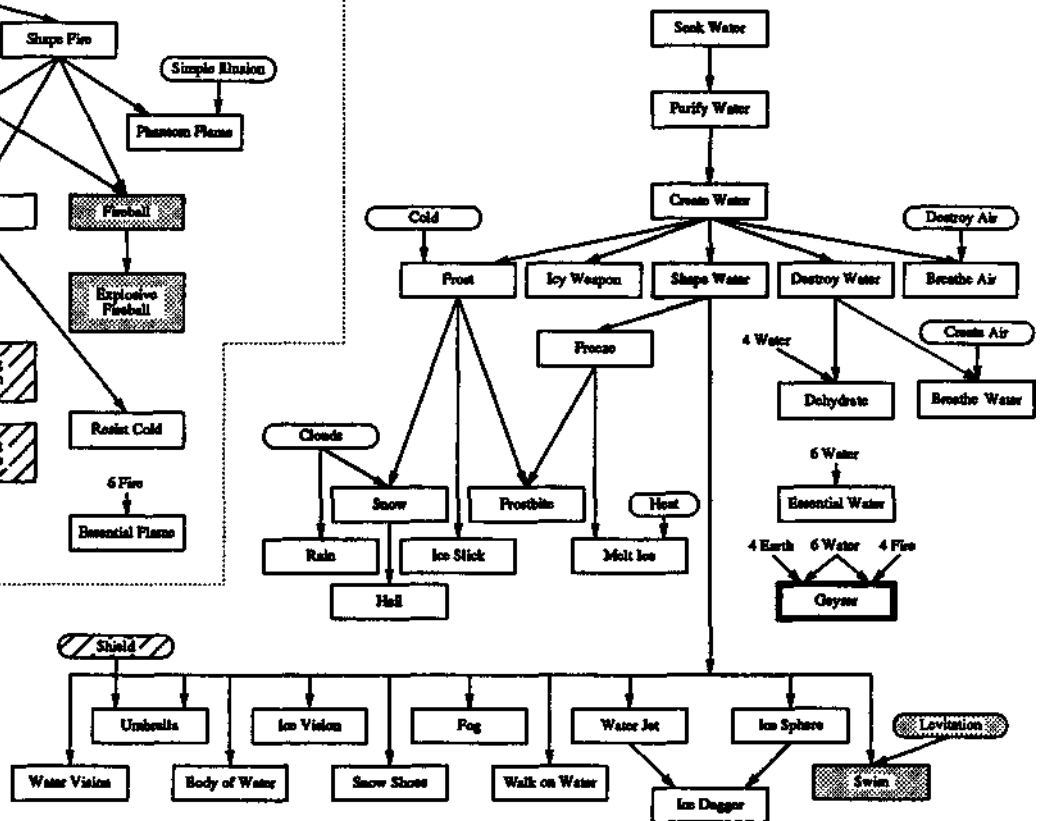 Seek Water
Shape Fire
Simple Illusion
Purify Water
Phantom Flame
Create Water
Fireball
Cold
Destroy Air
Frost
Icy Weapon
Shape Water
Destroy Water
Breathe Air
Explosive
Fireball
Create Air
4 Water
Freeze
Dehydrate
Breathe Water
Resist Cold
Clouds
6 Water
6 Fire
Snow
Frostbite
Heat
Essential Water
Essential Flame
Rain
Ice Slick
Melt Ice
4 Earth
6 Water
4 Fire
Hail
Geyser
Shield
Umbrella
Ice Vision
Fog
Water Jet
Ice Sphere
Levitation
Water Vision
Body of Water
Snow Shoes
Walk on Water
Swim
Ice Dagger